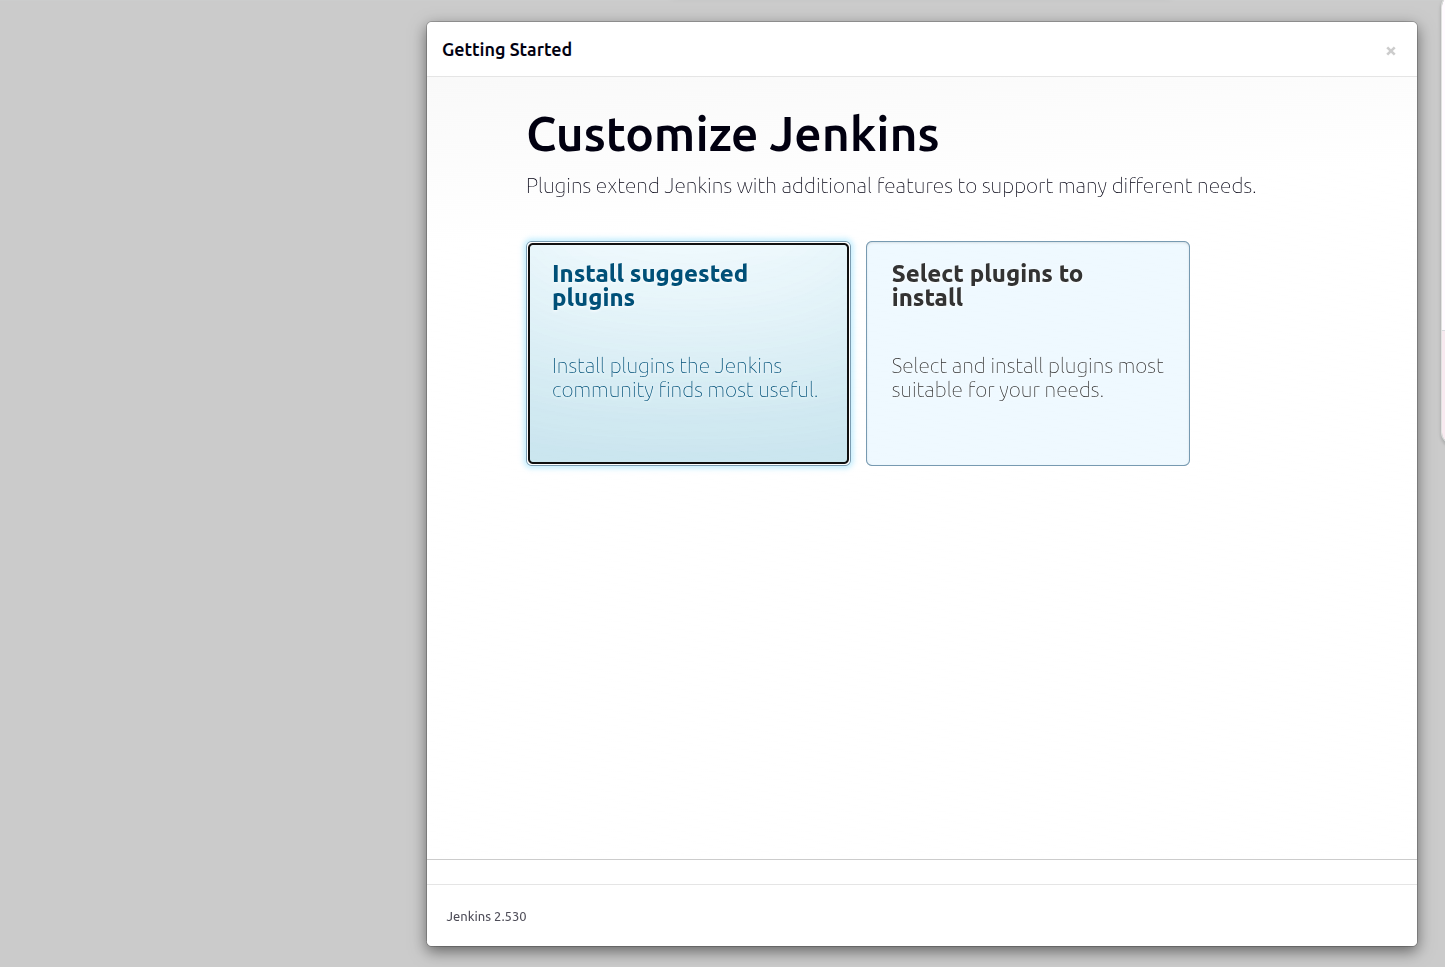 Getting Started
×
Customize Jenkins
Plugins extend Jenkins with additional features to support many different needs.
Install suggested
plugins
Install plugins the Jenkins
community finds most useful.
Select plugins to
install
Select and install plugins most
suitable for your needs.
Jenkins 2.530